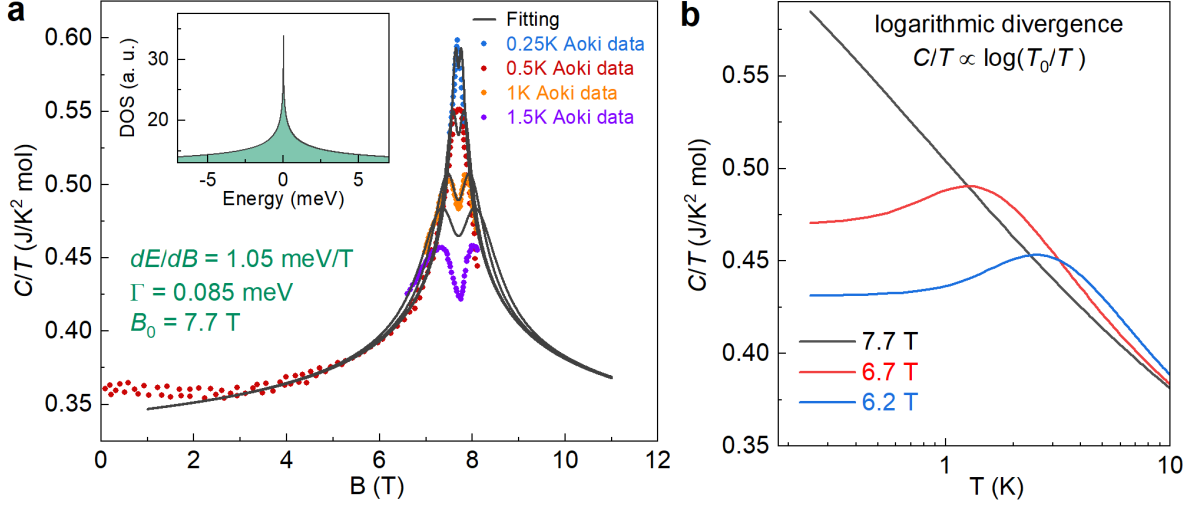 a
C/T (J/K² mol)
0.60
0.55
0.50
0.45
0.40
0.35
0 2 4 6 8 10 12
B (T)
DOS (a. u.)
30
20
-5 0 5
Energy (meV)
Fitting
0.25K Aoki data
0.5K Aoki data
1K Aoki data
1.5K Aoki data
dE/dB = 1.05 meV/T
Γ = 0.085 meV
B₀ = 7.7 T
b
C/T (J/K² mol)
0.55
0.50
0.45
0.40
0.35
1 10
T (K)
logarithmic divergence
C/T ∝ log(T₀/T )
7.7 T
6.7 T
6.2 T